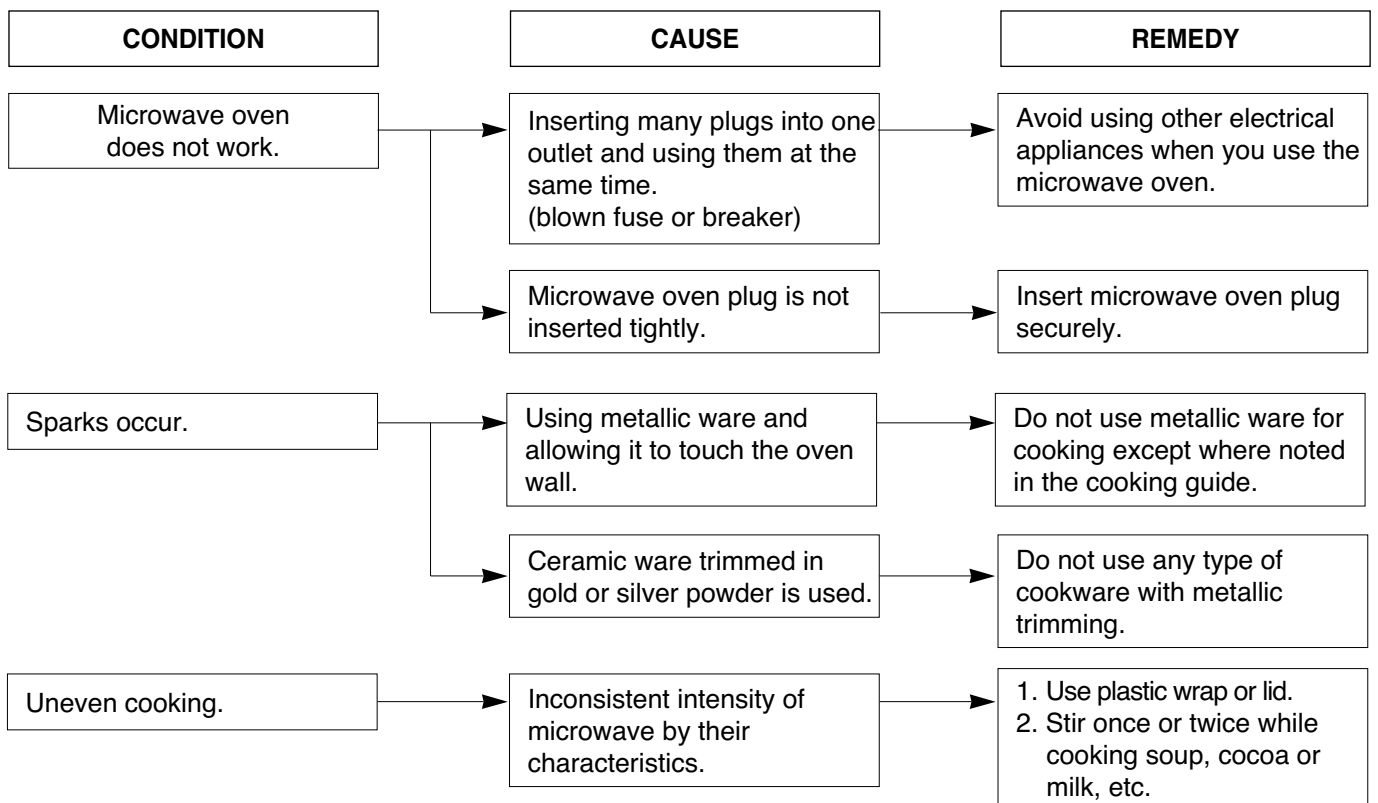 CONDITION
CAUSE
REMEDY
Microwave oven
does not work.
Inserting many plugs into one
outlet and using them at the
same time.
(blown fuse or breaker)
Avoid using other electrical
appliances when you use the
microwave oven.
Microwave oven plug is not
inserted tightly.
Insert microwave oven plug
securely.
Sparks occur.
Using metallic ware and
allowing it to touch the oven
wall.
Do not use metallic ware for
cooking except where noted
in the cooking guide.
Ceramic ware trimmed in
gold or silver powder is used.
Do not use any type of
cookware with metallic
trimming.
Uneven cooking.
Inconsistent intensity of
microwave by their
characteristics.
1. Use plastic wrap or lid.
2. Stir once or twice while
cooking soup, cocoa or
milk, etc.